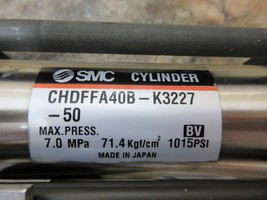 SMC CYLINDER
CHDFFA40B-K3227
-50
MAX.PRESS. BV
7.0 MPa 71.4 Kgf/cm² 1015PSI
MADE IN JAPAN